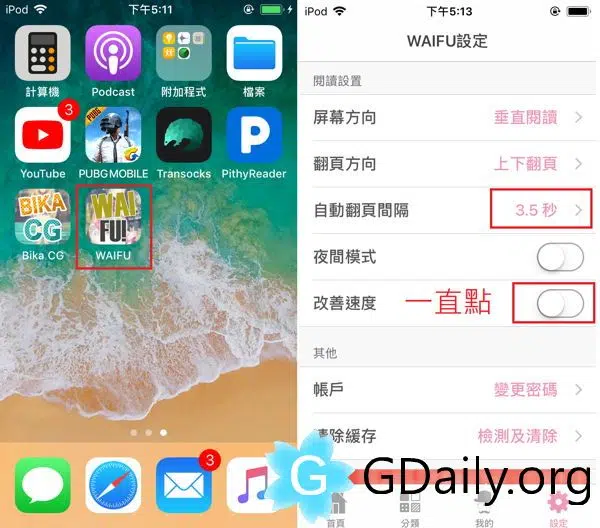 iPod
下午5:11
計算機
Podcast
附加程式
檔案
3
YouTube
PUBG
PUBG MOBILE
Transocks
P
PithyReader
BIKA
CG
Bika.CG
WAI
FU!
WAIFU
3
iPod
下午5:13
WAIFU設定
閱讀設置
屏幕方向
垂直閱讀
翻頁方向
上下翻頁
自動翻頁間隔
3.5 秒
夜間模式
改善速度
一直點
其他
帳戶
變更密碼
清除緩存
檢測及清除
G GDaily.org
首頁
分類
我的
設定